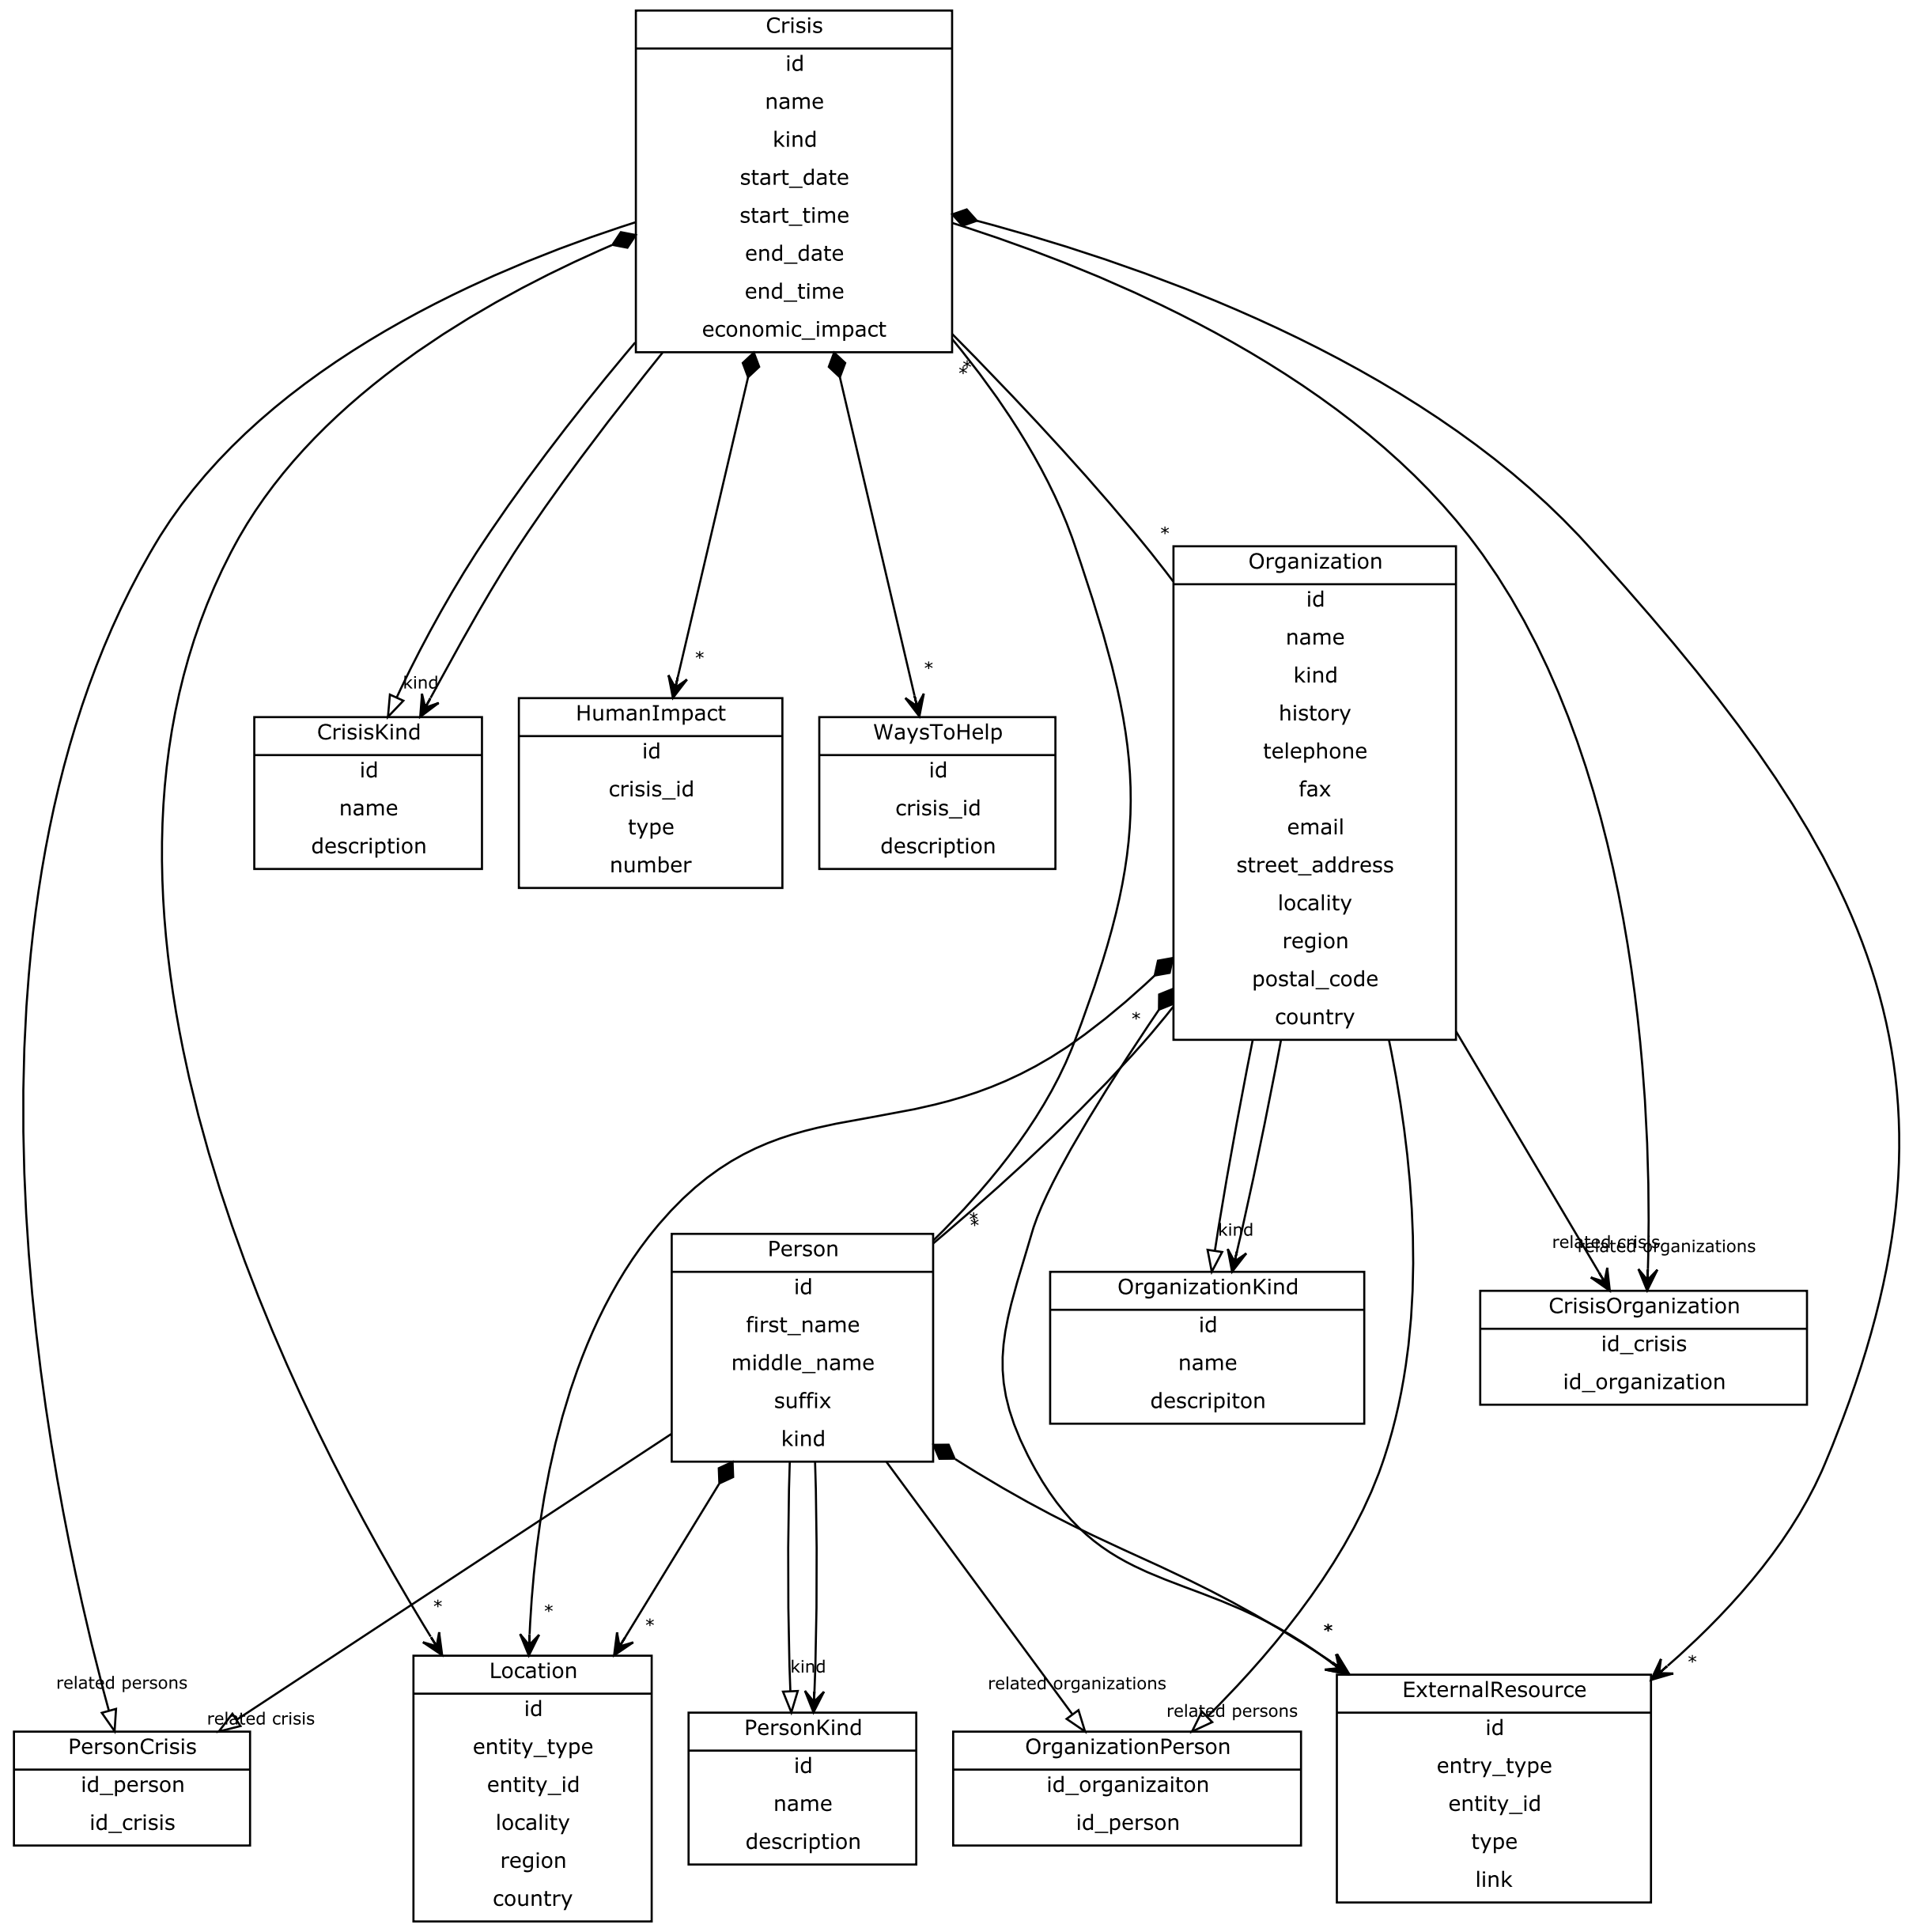 Crisis
id
name
kind
start_date
start_time
end_date
end_time
economic_impact
*
*
*
Organization
id
name
kind
history
telephone
fax
email
street_address
locality
region
postal_code
country
*
*
kind
CrisisKind
id
name
description
HumanImpact
id
crisis_id
type
number
WaysToHelp
id
crisis_id
description
*
*
*
Person
id
first_name
middle_name
suffix
kind
kind
OrganizationKind
id
name
descripiton
related crisis
related organizations
CrisisOrganization
id_crisis
id_organization
*
*
*
*
*
related persons
related crisis
PersonCrisis
id_person
id_crisis
Location
id
entity_type
entity_id
locality
region
country
kind
PersonKind
id
name
description
related organizations
related persons
OrganizationPerson
id_organizaiton
id_person
ExternalResource
id
entry_type
entity_id
type
link